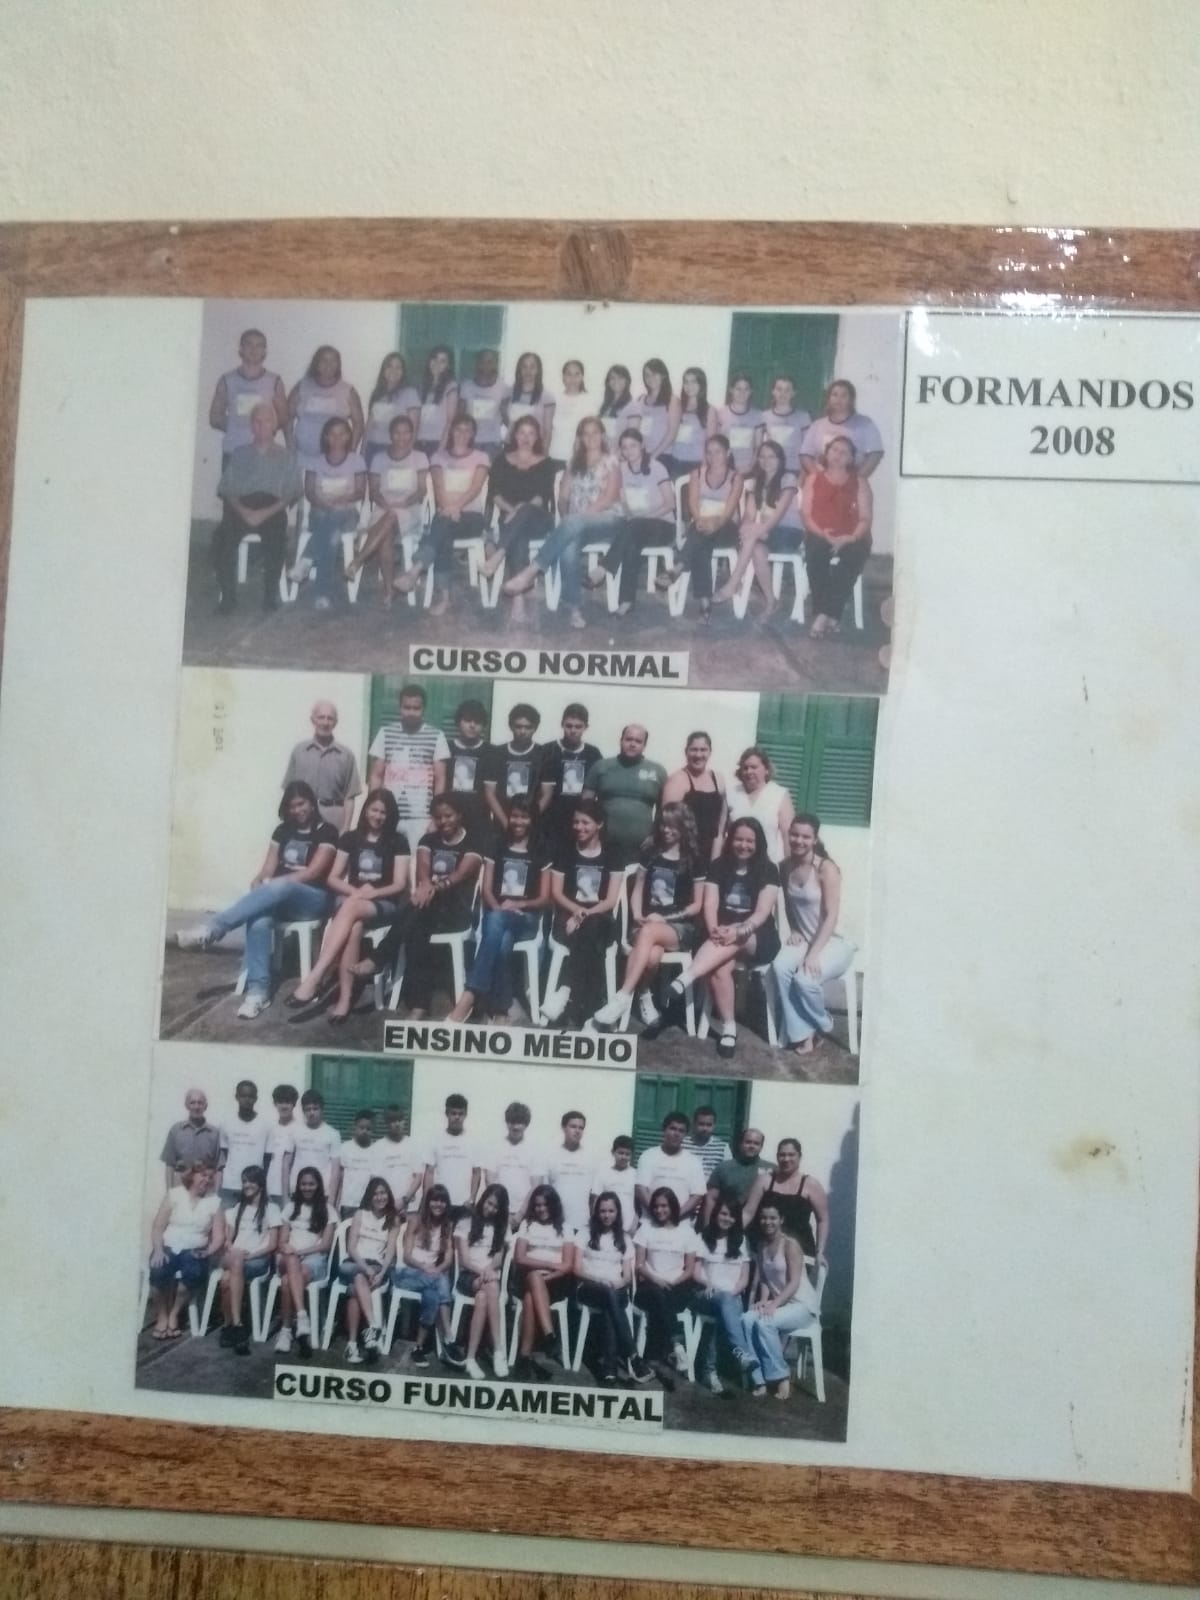 FORMANDOS
2008
CURSO NORMAL
ENSINO MÉDIO
CURSO FUNDAMENTAL